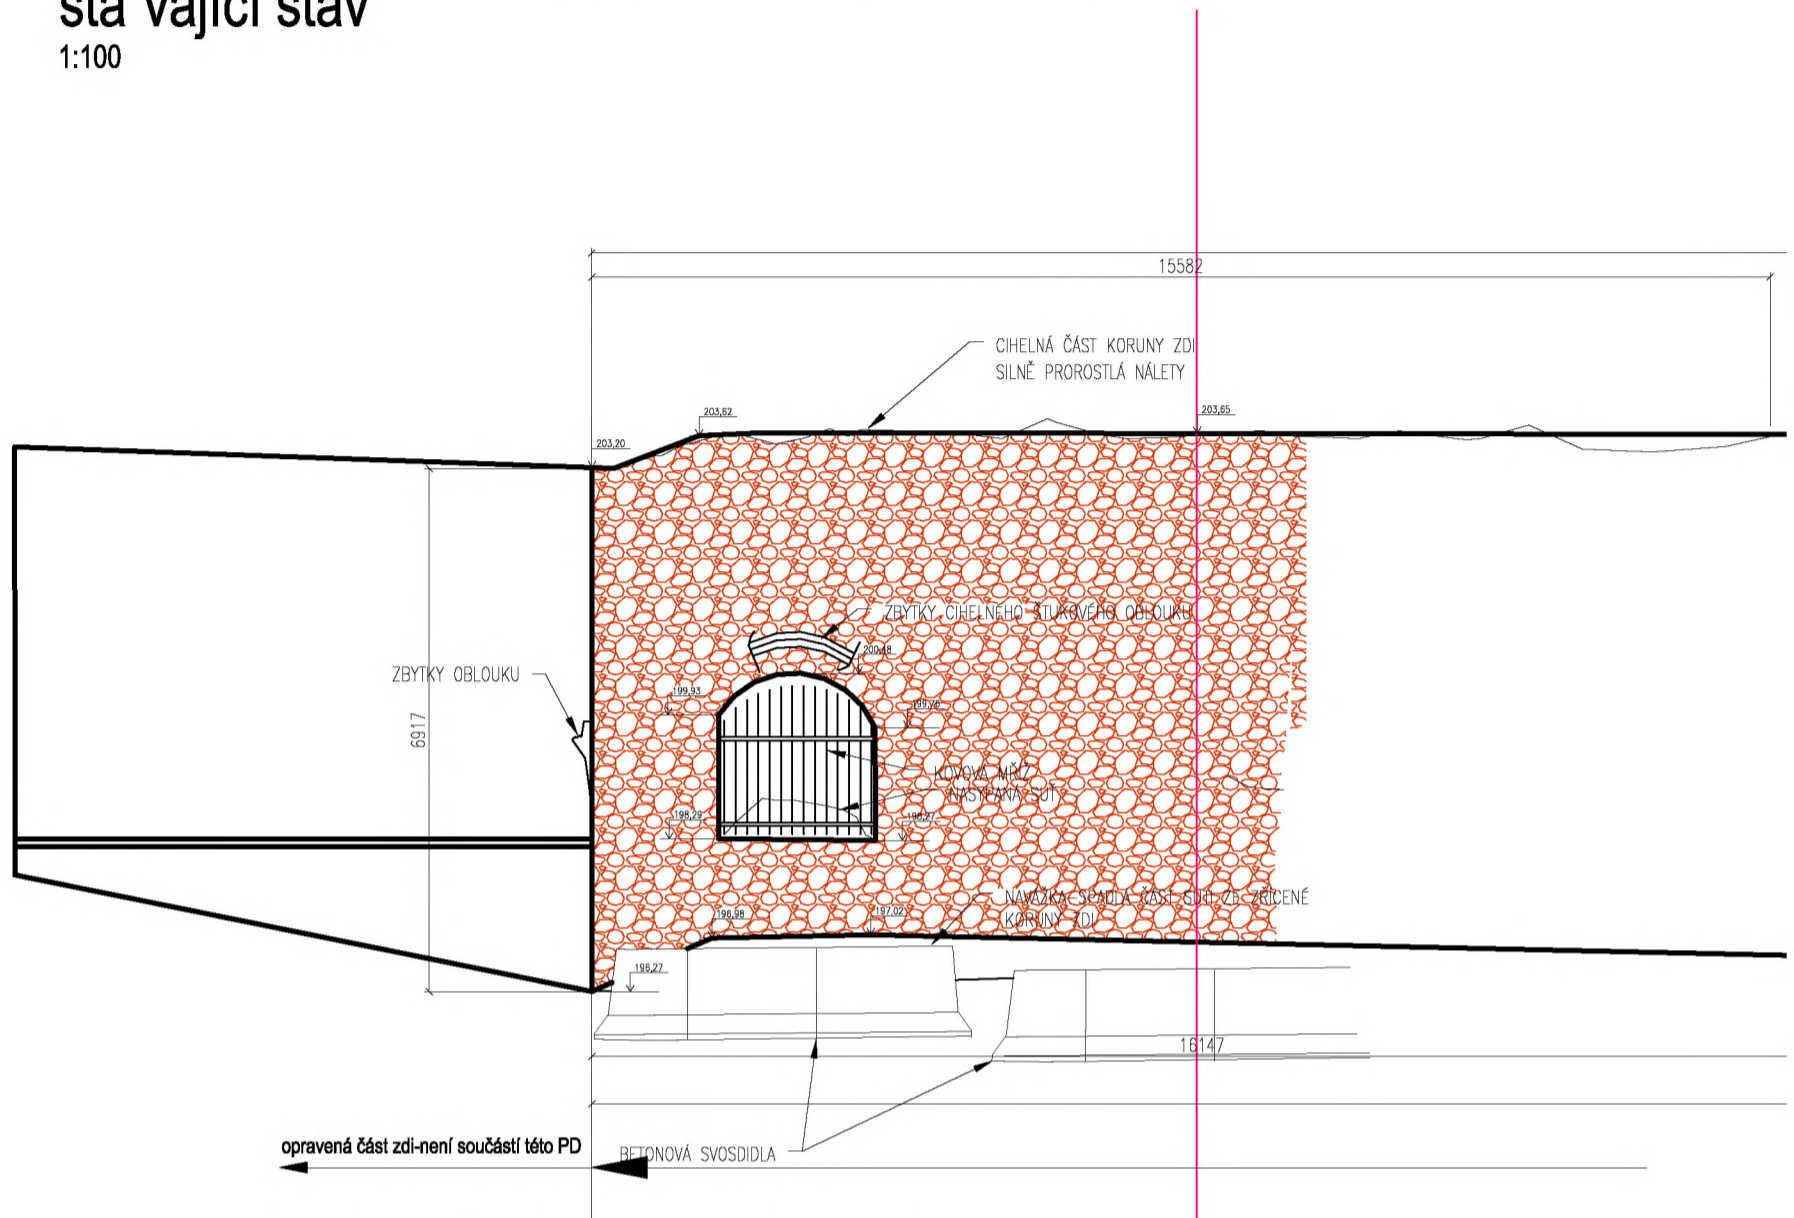 sta vající stav
1:100
15582
CIHELNÁ ČÁST KORUNY ZDI
SILNĚ PROROSTLÁ NÁLETY
203,62
203,65
203,20
ZBYTKY CIHELNÉHO ŠTUKOVÉHO OBLOUKU
200,48
ZBYTKY OBLOUKU
199,93
199,76
6917
KOVOVÁ MŘÍŽ
NASYPANÁ SUŤ
198,29
198,27
NAVÁŽKA-SPADLÁ ČÁST SUTI ZE ZŘÍCENÉ
KORUNY ZDI
196,98
197,02
196,27
16147
opravená část zdi-není součástí této PD
BETONOVÁ SVOSDIDLA